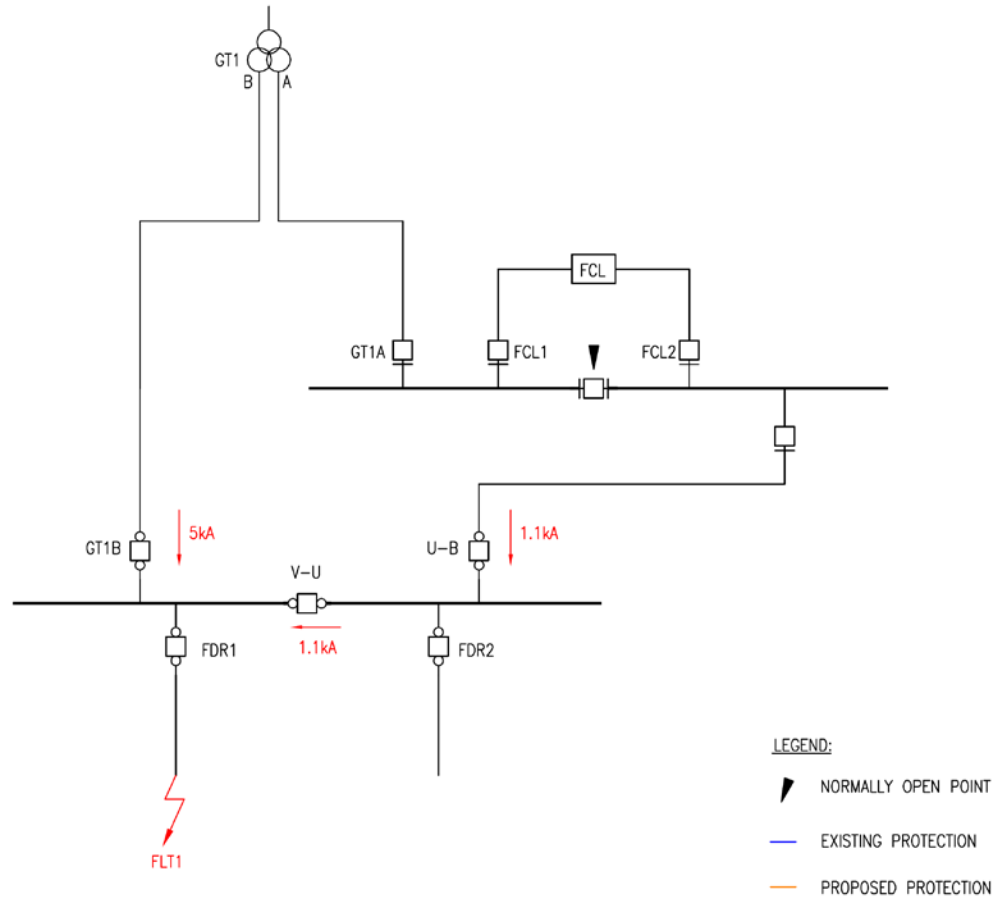 GT1
B
A
FCL
GT1A
FCL1
FCL2
5kA
1.1kA
GT1B
U-B
V-U
1.1kA
FDR1
FDR2
FLT1
LEGEND:
NORMALLY OPEN POINT
EXISTING PROTECTION
PROPOSED PROTECTION